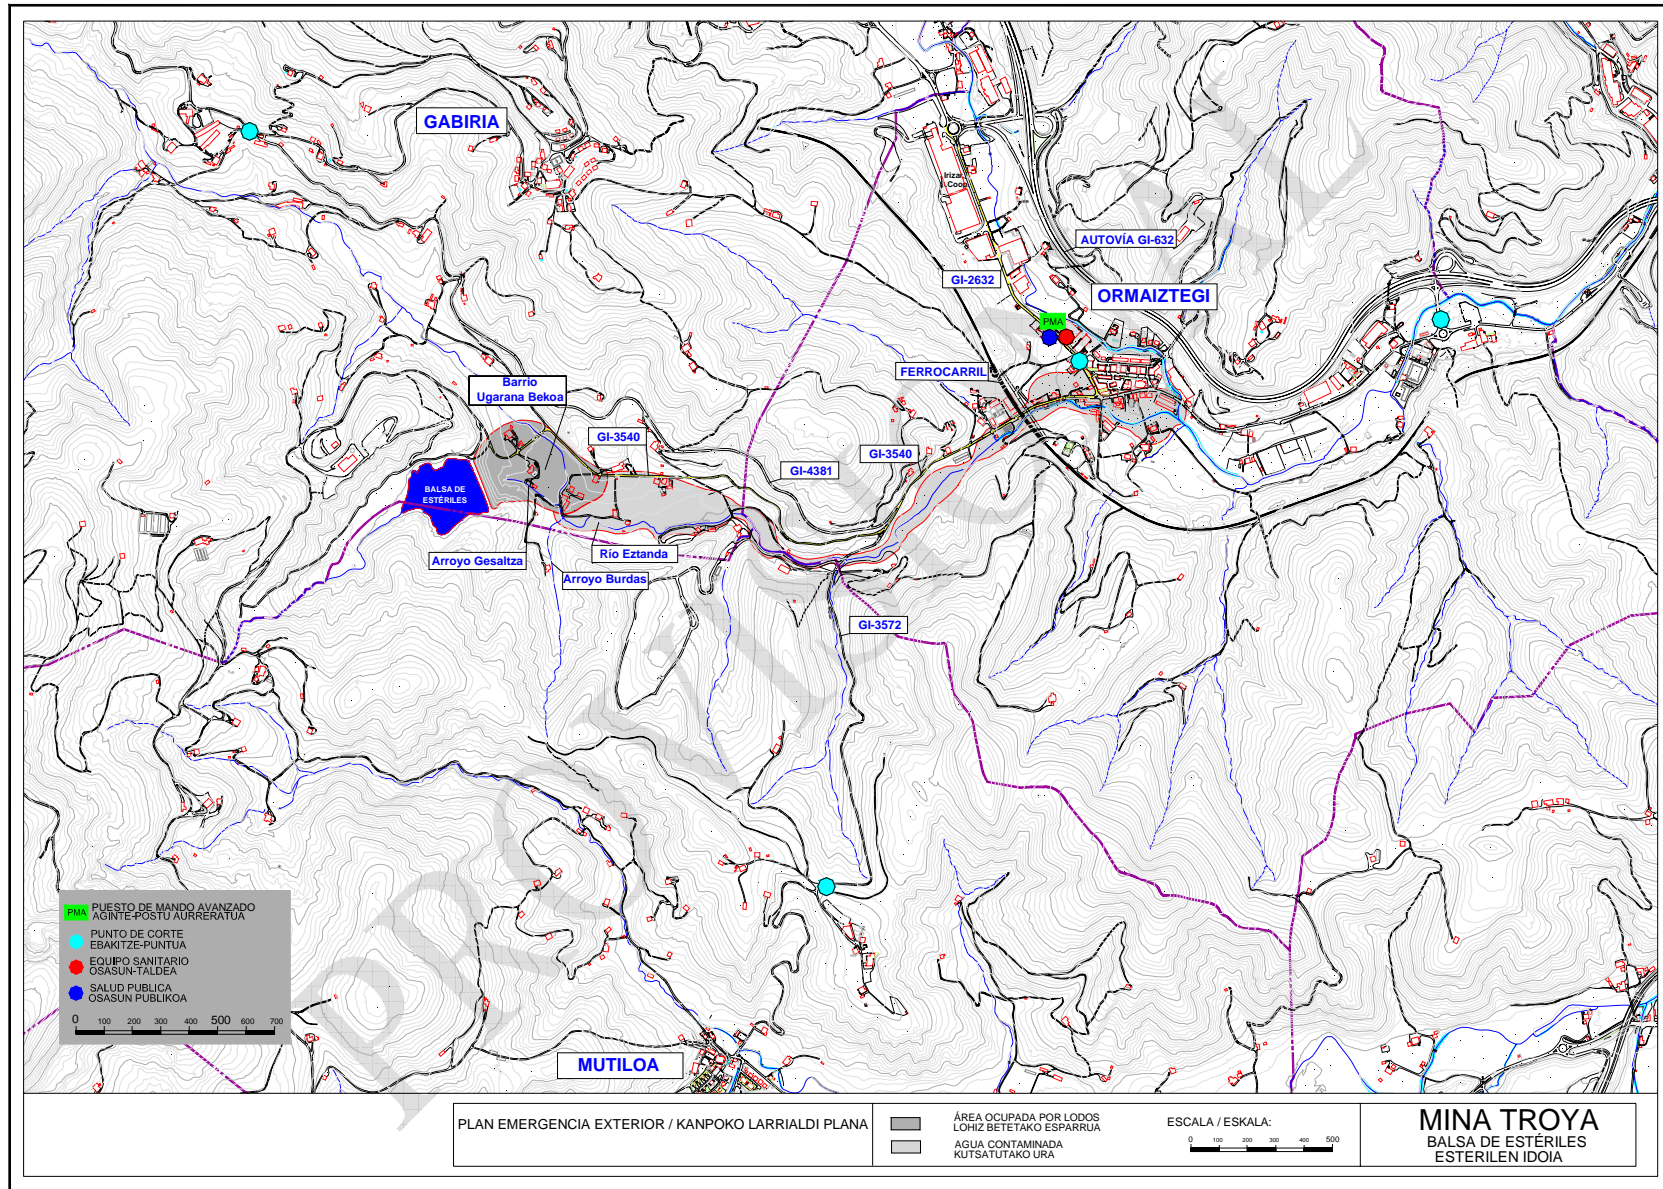 GABIRIA
Irizar
Coop.
AUTOVÍA GI-632
GI-2632
ORMAIZTEGI
PMA
FERROCARRIL
Barrio
Ugarana Bekoa
GI-3540
GI-3540
GI-4381
BALSA DE
ESTÉRILES
Río Eztanda
Arroyo Gesaltza
Arroyo Burdas
GI-3572
PROVISIONAL
PMA PUESTO DE MANDO AVANZADO
AGINTE-POSTU AURRERATUA
PUNTO DE CORTE
EBAKITZE-PUNTUA
EQUIPO SANITARIO
OSASUN-TALDEA
SALUD PUBLICA
OSASUN PUBLIKOA
0 100 200 300 400 500 600 700
MUTILOA
PLAN EMERGENCIA EXTERIOR / KANPOKO LARRIALDI PLANA
ÁREA OCUPADA POR LODOS
LOHIZ BETETAKO ESPARRUA
AGUA CONTAMINADA
KUTSATUTAKO URA
ESCALA / ESKALA:
0 100 200 300 400 500
MINA TROYA
BALSA DE ESTÉRILES
ESTERILEN IDOIA